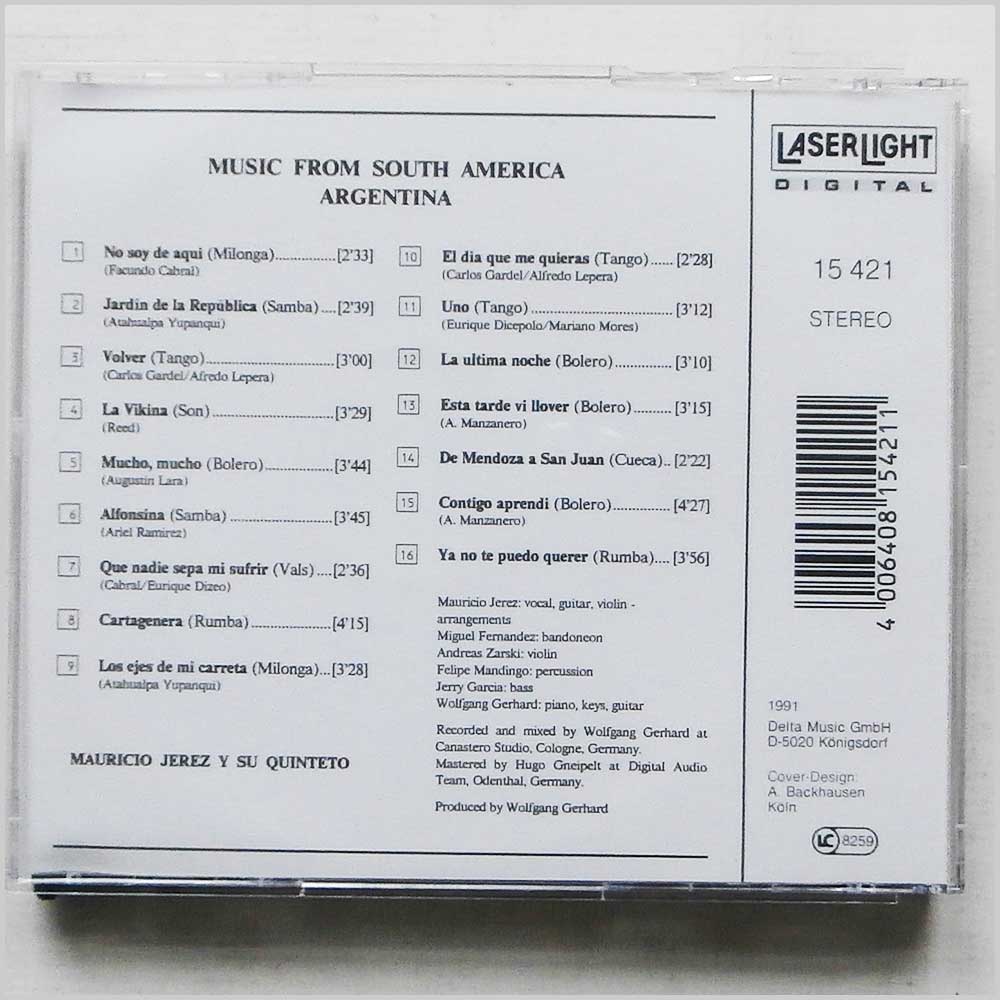 MUSIC FROM SOUTH AMERICA
ARGENTINA
1 No soy de aqui (Milonga)...............[2'33]
(Facundo Cabral)
2 Jardin de la República (Samba)....[2'39]
(Atahualpa Yupanqui)
3 Volver (Tango)................................[3'00]
(Carlos Gardel/Afredo Lepera)
4 La Vikina (Son)..............................[3'29]
(Reed)
5 Mucho, mucho (Bolero).................[3'44]
(Augustin Lara)
6 Alfonsina (Samba)..........................[3'45]
(Ariel Ramirez)
7 Que nadie sepa mi sufrir (Vals)....[2'36]
(Cabral/Eurique Dizeo)
8 Cartagenera (Rumba)....................[4'15]
9 Los ejes de mi carreta (Milonga)...[3'28]
(Atahualpa Yupanqui)
MAURICIO JEREZ Y SU QUINTETO
10 El dia que me quieras (Tango)......[2'28]
(Carlos Gardel/Alfredo Lepera)
11 Uno (Tango)....................................[3'12]
(Eurique Dicepolo/Mariano Mores)
12 La ultima noche (Bolero)...............[3'10]
13 Esta tarde vi llover (Bolero)..........[3'15]
(A. Manzanero)
14 De Mendoza a San Juan (Cueca)..[2'22]
15 Contigo aprendi (Bolero)...............[4'27]
(A. Manzanero)
16 Ya no te puedo querer (Rumba)....[3'56]
Mauricio Jerez: vocal, guitar, violin -
arrangements
Miguel Fernandez: bandoneon
Andreas Zarski: violin
Felipe Mandingo: percussion
Jerry Garcia: bass
Wolfgang Gerhard: piano, keys, guitar
Recorded and mixed by Wolfgang Gerhard at
Canastero Studio, Cologne, Germany.
Mastered by Hugo Gneipelt at Digital Audio
Team, Odenthal, Germany.
Produced by Wolfgang Gerhard
LASERLIGHT
DIGITAL
15 421
STEREO
4 006408 154211
1991
Delta Music GmbH
D-5020 Königsdorf
Cover-Design:
A. Backhausen
Köln
LC 8259